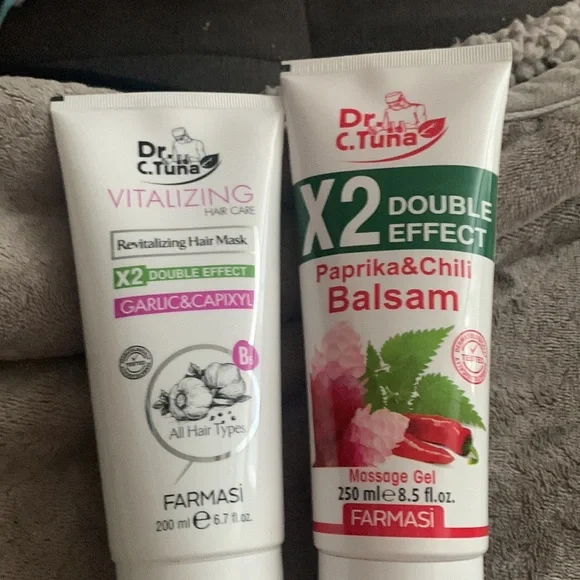 Dr.
C.Tuna
VITALIZING
HAIR CARE
Revitalizing Hair Mask
X2 DOUBLE EFFECT
GARLIC&CAPIXYL
TESTED
All Hair Types
FARMASi
200 ml e 6.7 fl.oz.
Dr.
C.Tuna
X2 DOUBLE
EFFECT
Paprika&Chili
Balsam
TESTED
Massage Gel
250 ml e 8.5 fl.oz.
FARMASi